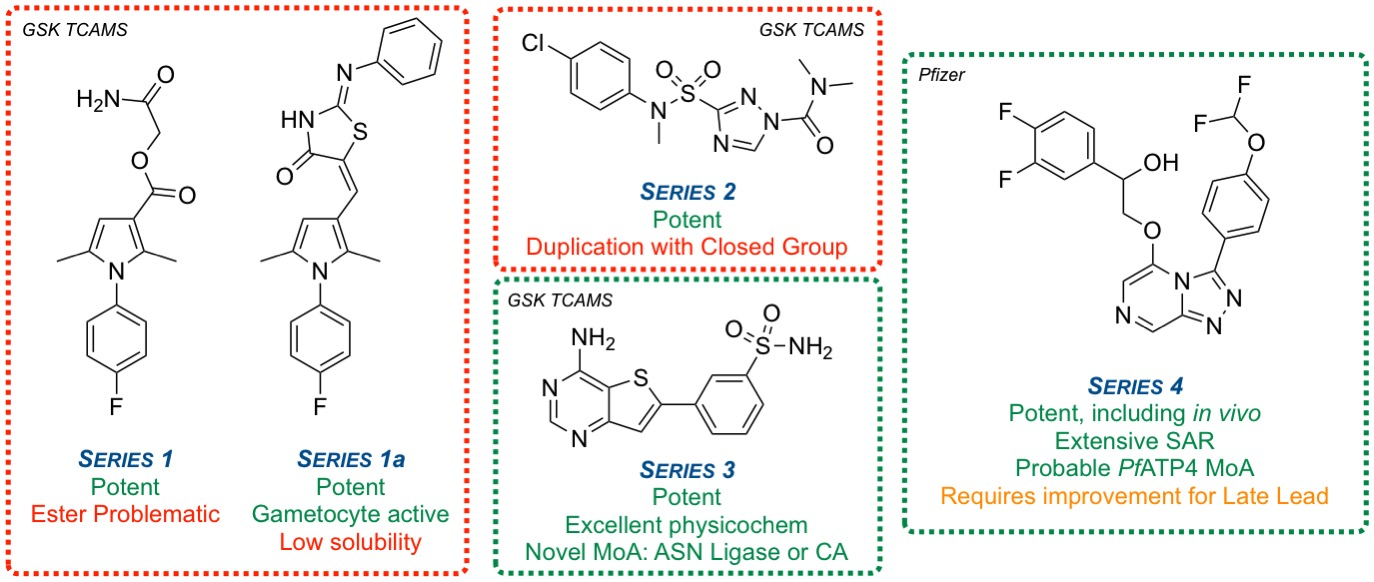 GSK TCAMS
O
H2N
O
O
N
F
SERIES 1
Potent
Ester Problematic
N
HN
S
O
N
F
SERIES 1a
Potent
Gametocyte active
Low solubility
GSK TCAMS
Cl
O O
S
N
N
N
N
N
O
SERIES 2
Potent
Duplication with Closed Group
GSK TCAMS
NH2
N
N
S
O O
S NH2
SERIES 3
Potent
Excellent physicochem
Novel MoA: ASN Ligase or CA
Pfizer
F
F
OH
O
F
F
O
N
N
N
N
SERIES 4
Potent, including in vivo
Extensive SAR
Probable PfATP4 MoA
Requires improvement for Late Lead